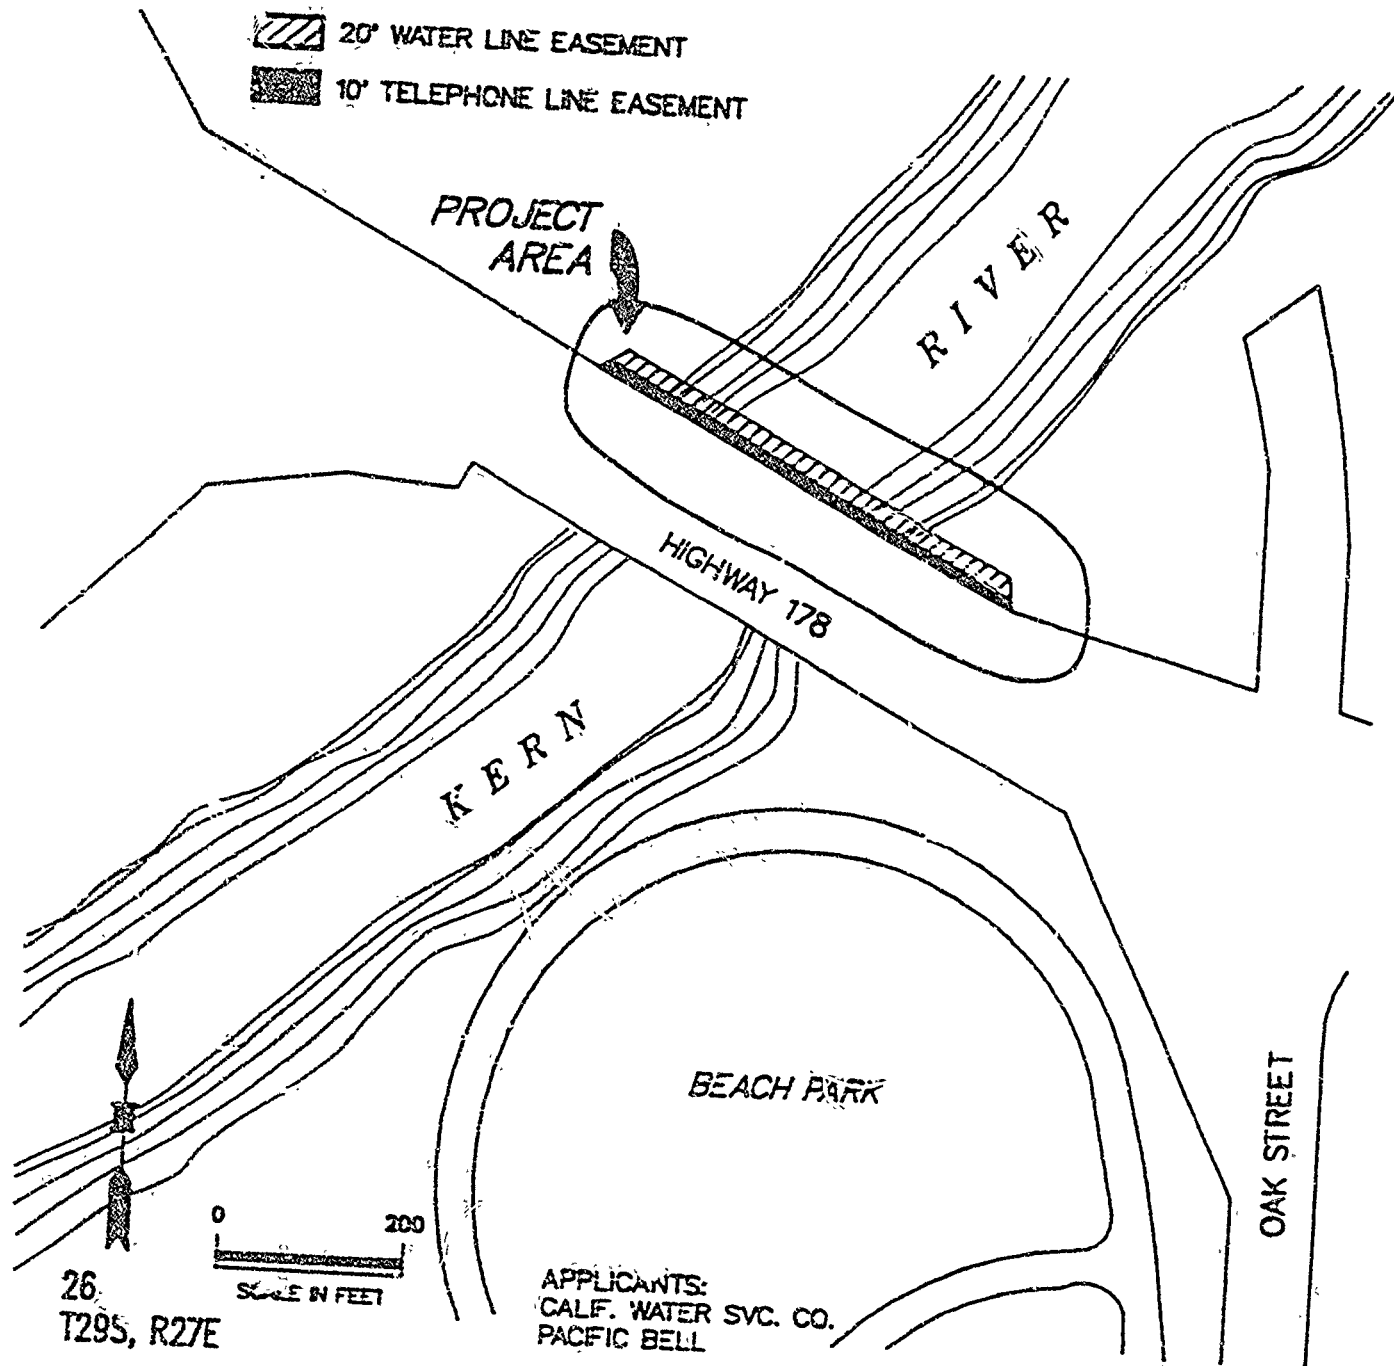 20' WATER LINE EASEMENT
10' TELEPHONE LINE EASEMENT
PROJECT
AREA
RIVER
HIGHWAY 178
KERN
BEACH PARK
OAK STREET
0 200
SCALE IN FEET
26
T29S, R27E
APPLICANTS:
CALIF. WATER SVC. CO.
PACIFIC BELL